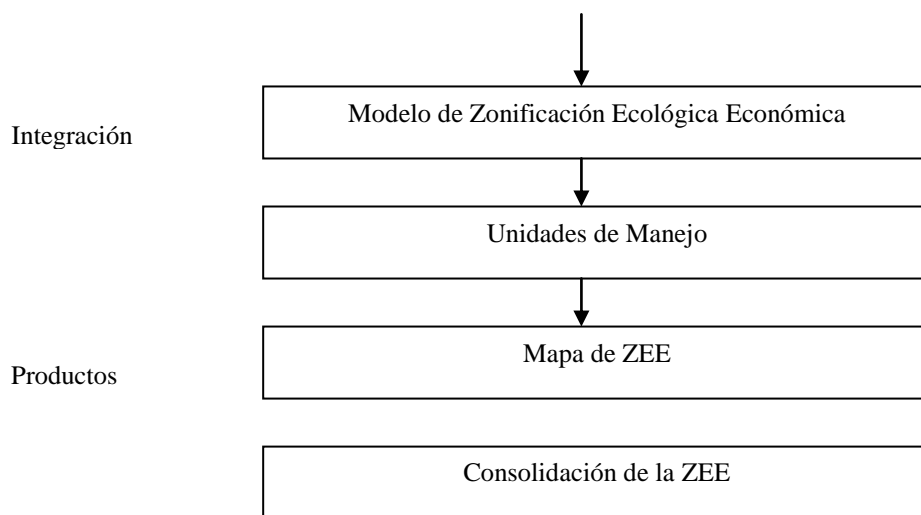 Modelo de Zonificación Ecológica Económica
Integración
Unidades de Manejo
Mapa de ZEE
Productos
Consolidación de la ZEE